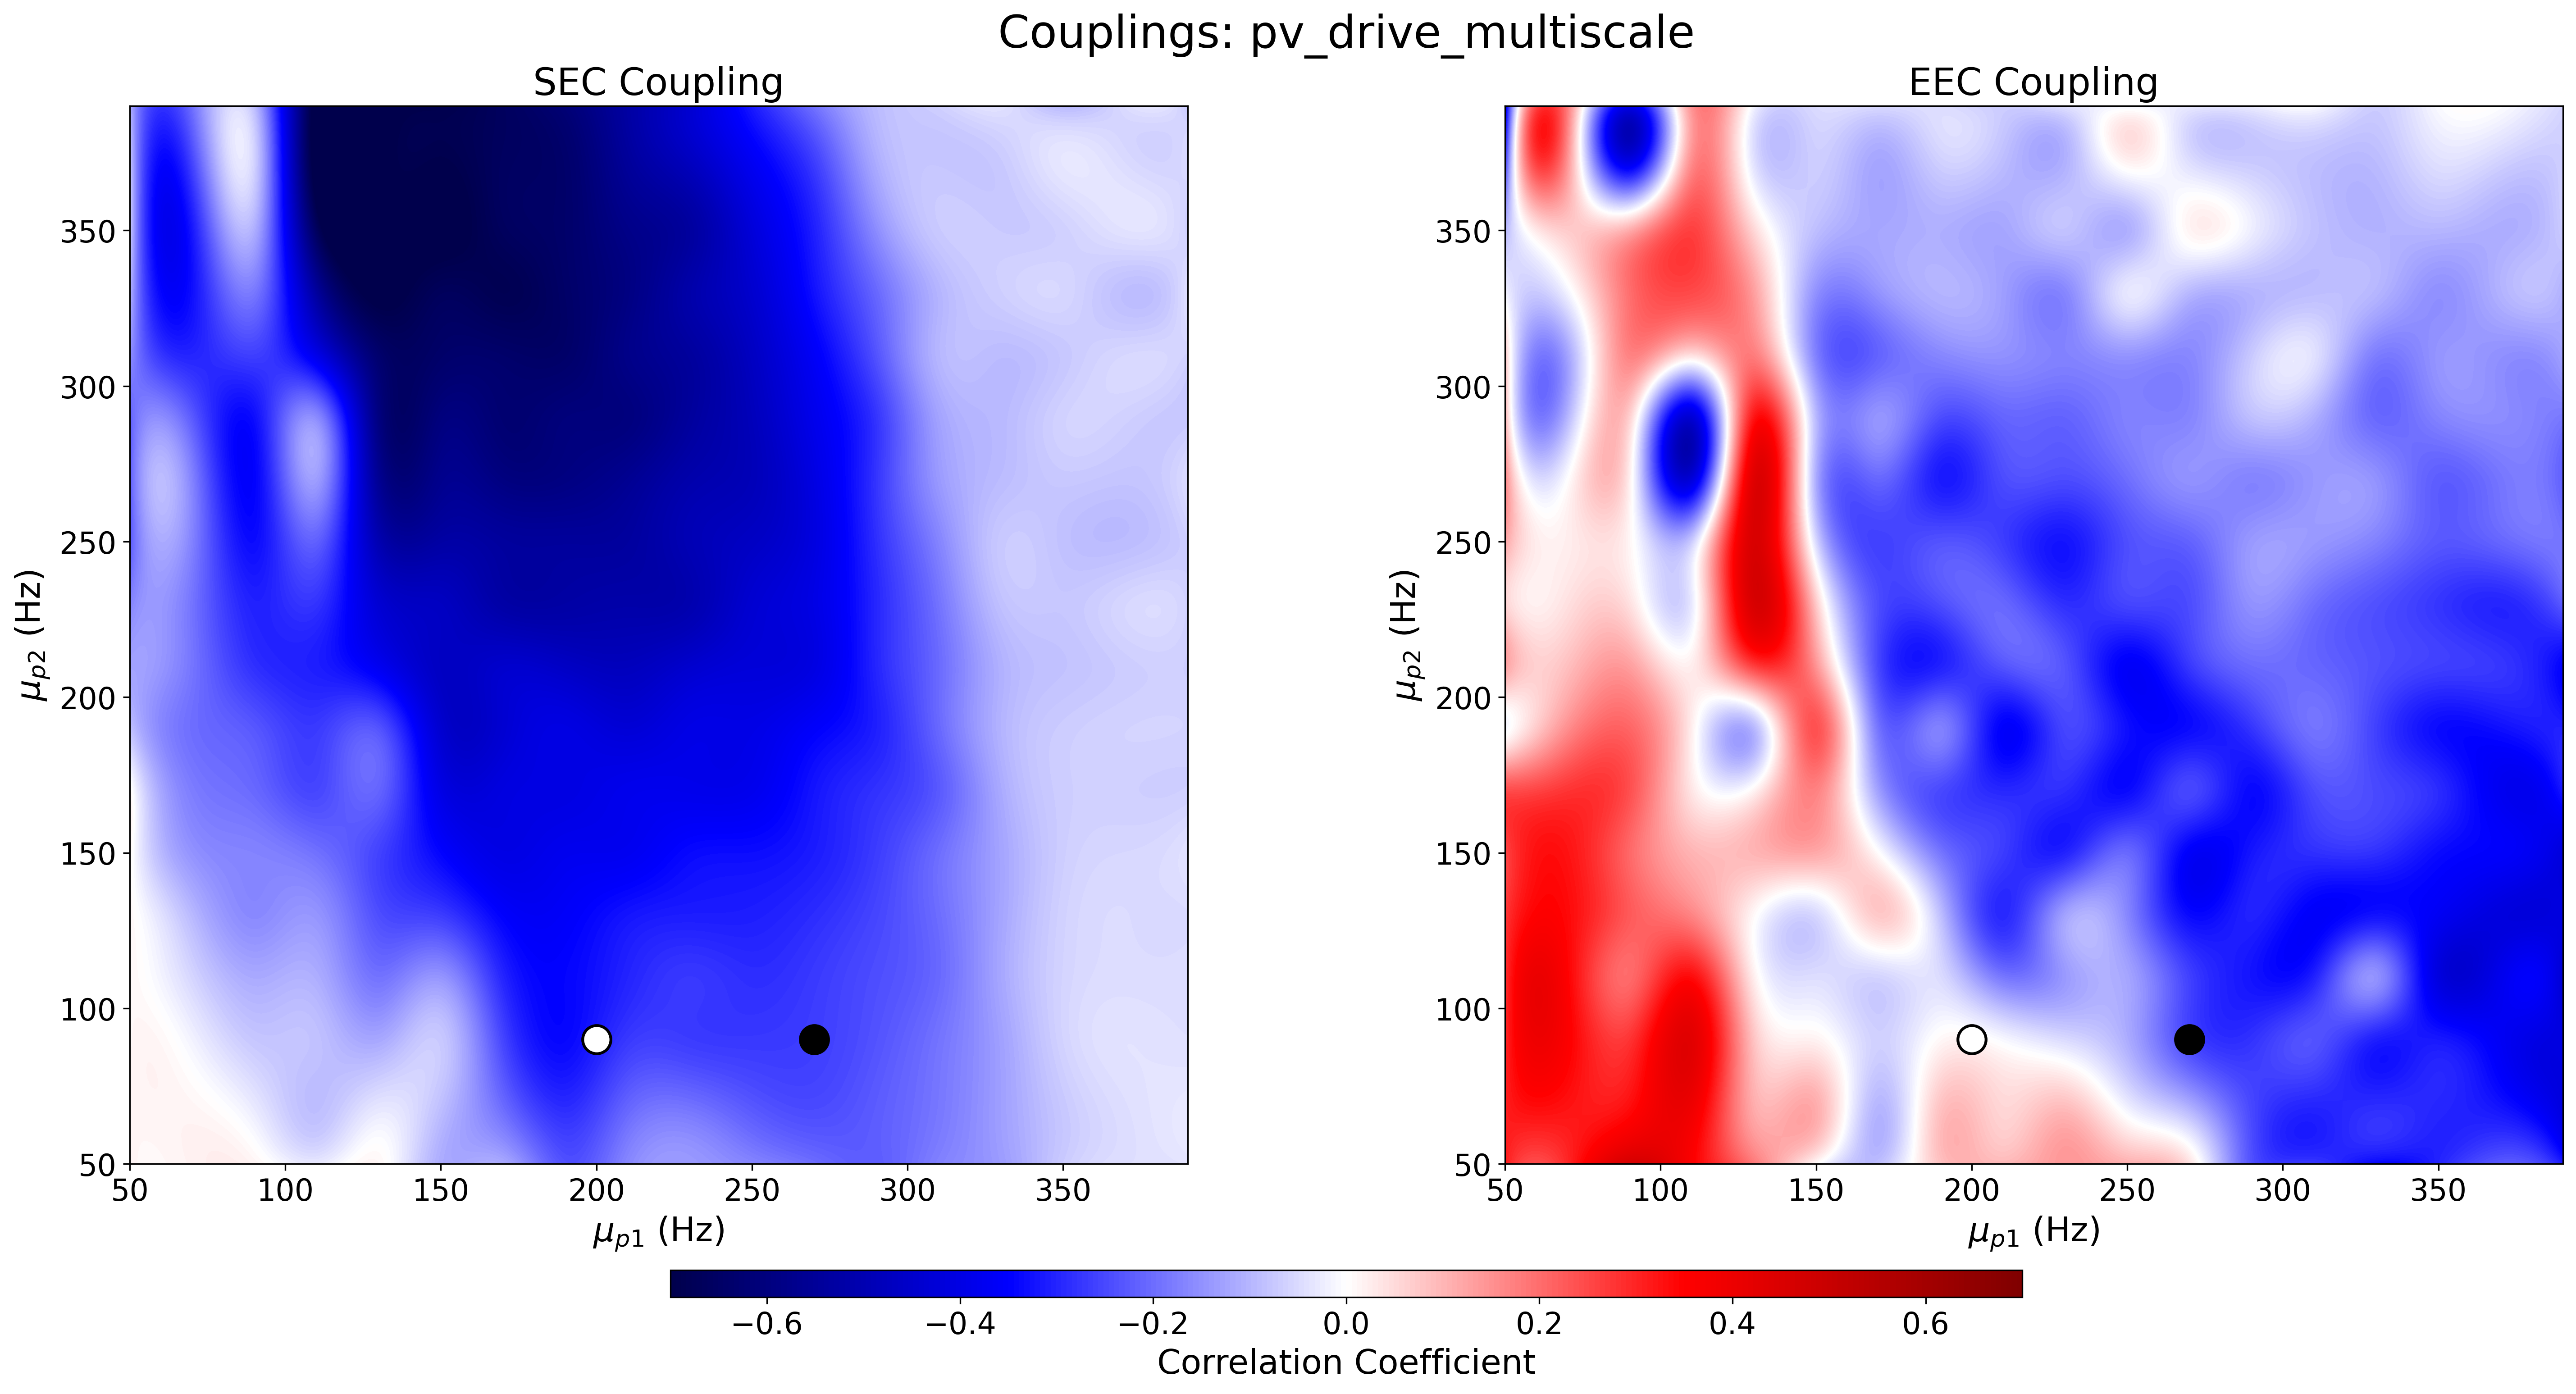 Couplings: pv_drive_multiscale
SEC Coupling
350
300
250
200
150
100
50
μp2 (Hz)
50 100 150 200 250 300 350
μp1 (Hz)
EEC Coupling
350
300
250
200
150
100
50
μp2 (Hz)
50 100 150 200 250 300 350
μp1 (Hz)
−0.6 −0.4 −0.2 0.0 0.2 0.4 0.6
Correlation Coefficient